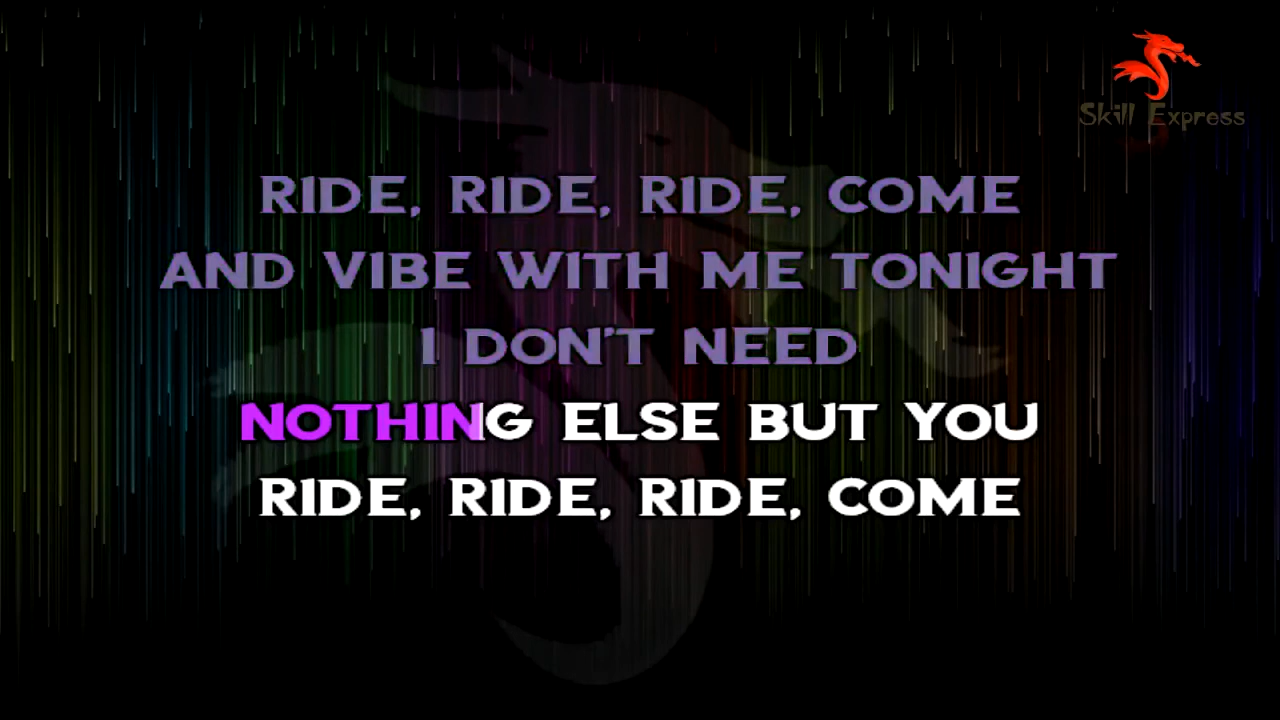 Skill Express
RIDE, RIDE, RIDE, COME
AND VIBE WITH ME TONIGHT
I DON'T NEED
NOTHING ELSE BUT YOU
RIDE, RIDE, RIDE, COME